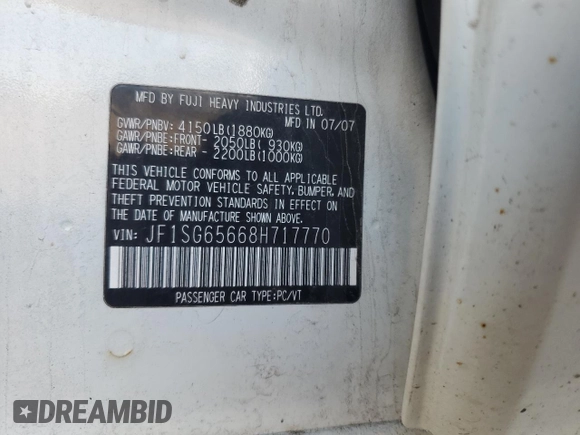 MFD BY FUJI HEAVY INDUSTRIES LTD.
MFD IN 07/07
GVWR/PNBV: 4150LB(1880KG)
GAWR/PNBE:FRONT- 2050LB( 930KG)
GAWR/PNBE:REAR - 2200LB(1000KG)
THIS VEHICLE CONFORMS TO ALL APPLICABLE
FEDERAL MOTOR VEHICLE SAFETY, BUMPER, AND
THEFT PREVENTION STANDARDS IN EFFECT ON
THE DATE OF MANUFACTURE SHOWN ABOVE.
VIN: JF1SG65668H717770
PASSENGER CAR TYPE:PC/VT
DREAMBID